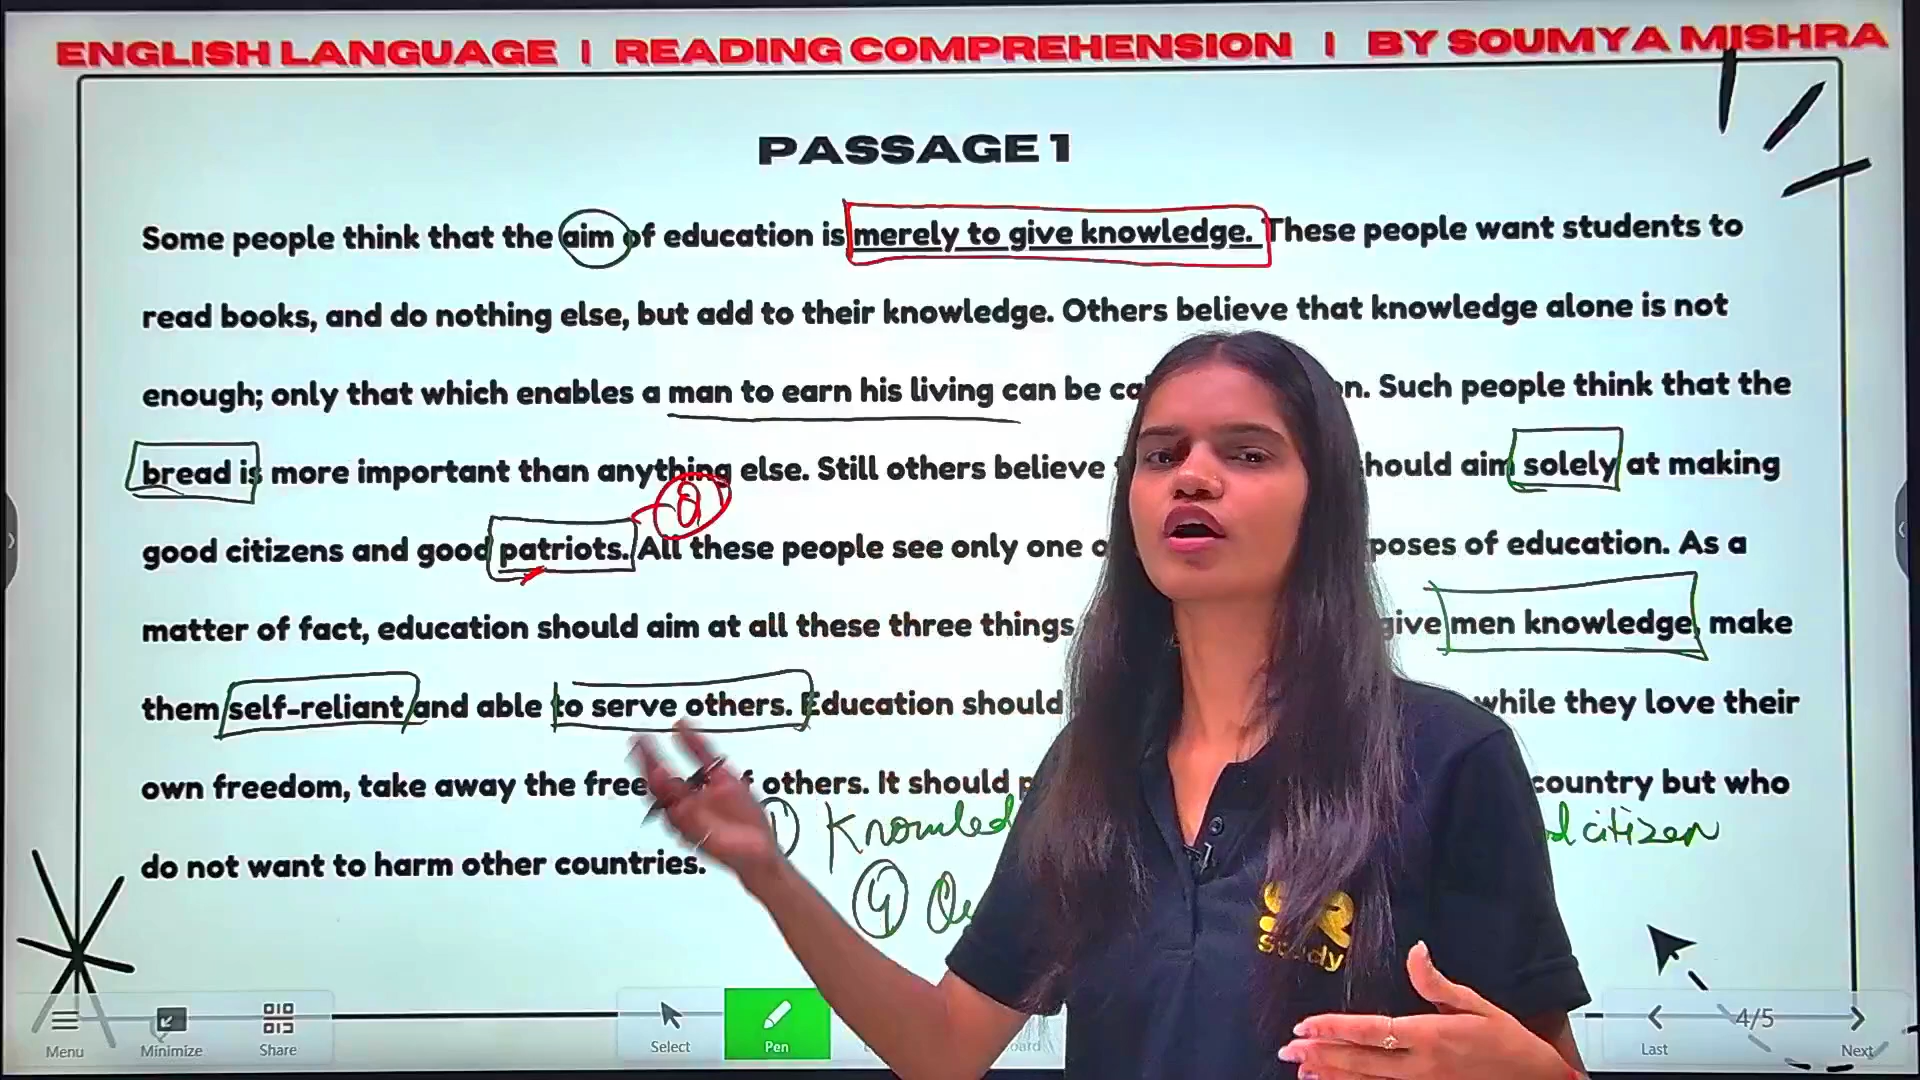 ENGLISH LANGUAGE | READING COMPREHENSION | BY SOUMYA MISHRA
PASSAGE 1
Some people think that the aim of education is merely to give knowledge. These people want students to
read books, and do nothing else, but add to their knowledge. Others believe that knowledge alone is not
enough; only that which enables a man to earn his living can be Such people think that the
bread is more important than anything else. Still others believe should aim solely at making
good citizens and good patriots. All these people see only one of education. As a
matter of fact, education should aim at all these three things give men knowledge, make
them self-reliant and able to serve others. Education should while they love their
own freedom, take away the of others. It should country but who
do not want to harm other countries.
1 citizen
4
Study
Menu
Minimize
Share
Select
Pen
4/5
Last
Next